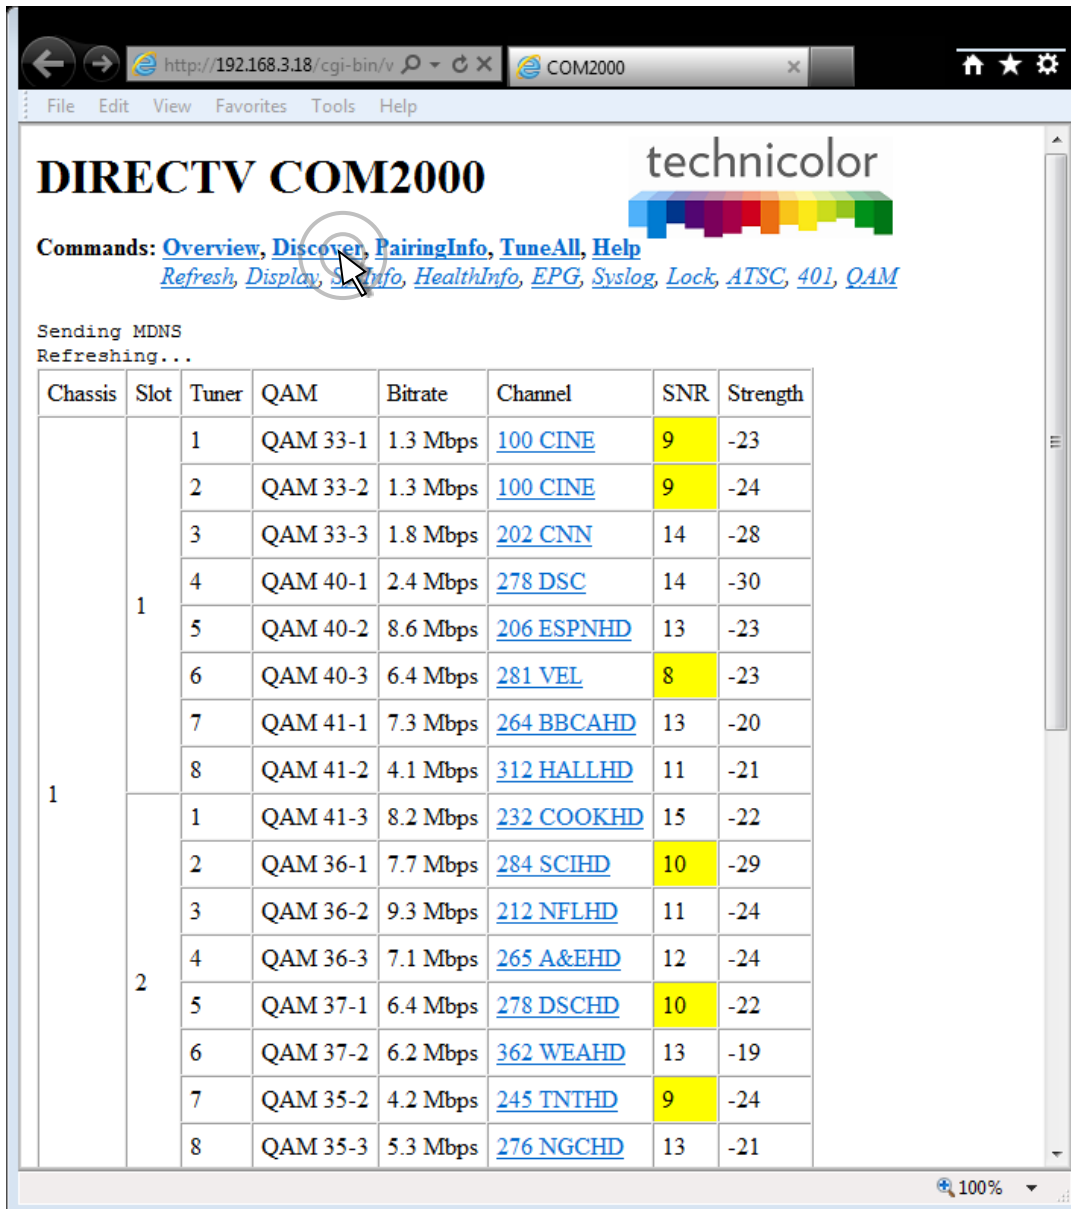 http://192.168.3.18/cgi-bin/v
COM2000
File Edit View Favorites Tools Help
DIRECTV COM2000
technicolor
Commands: Overview, Discover, PairingInfo, TuneAll, Help
Refresh, Display, SysInfo, HealthInfo, EPG, Syslog, Lock, ATSC, 401, QAM
Sending MDNS
Refreshing...
Chassis Slot Tuner QAM Bitrate Channel SNR Strength
1 QAM 33-1 1.3 Mbps 100 CINE 9 -23
2 QAM 33-2 1.3 Mbps 100 CINE 9 -24
3 QAM 33-3 1.8 Mbps 202 CNN 14 -28
4 QAM 40-1 2.4 Mbps 278 DSC 14 -30
1
5 QAM 40-2 8.6 Mbps 206 ESPNHD 13 -23
6 QAM 40-3 6.4 Mbps 281 VEL 8 -23
7 QAM 41-1 7.3 Mbps 264 BBCAHD 13 -20
8 QAM 41-2 4.1 Mbps 312 HALLHD 11 -21
1
1 QAM 41-3 8.2 Mbps 232 COOKHD 15 -22
2 QAM 36-1 7.7 Mbps 284 SCIHD 10 -29
3 QAM 36-2 9.3 Mbps 212 NFLHD 11 -24
4 QAM 36-3 7.1 Mbps 265 A&EHD 12 -24
2
5 QAM 37-1 6.4 Mbps 278 DSCHD 10 -22
6 QAM 37-2 6.2 Mbps 362 WEAHD 13 -19
7 QAM 35-2 4.2 Mbps 245 TNTHD 9 -24
8 QAM 35-3 5.3 Mbps 276 NGCHD 13 -21
100%